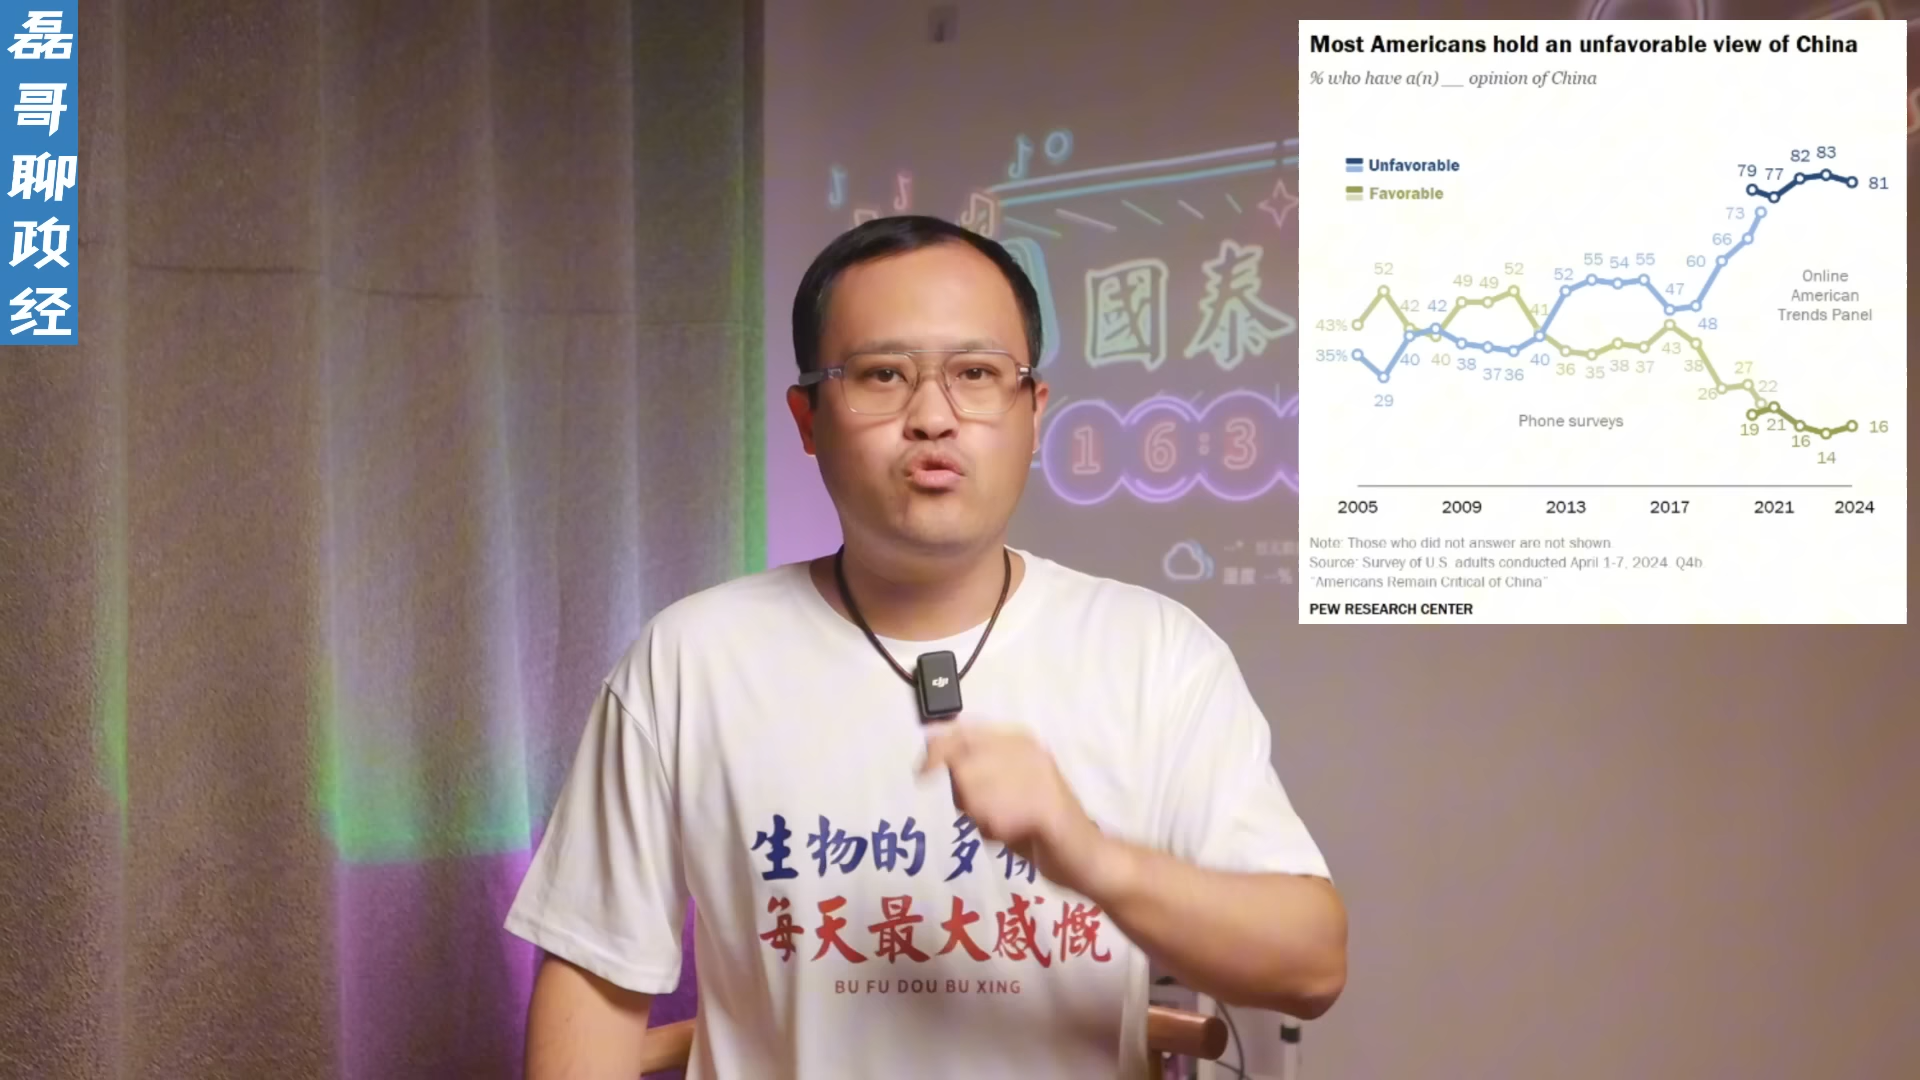 磊哥聊政经
國泰
16:3
dji
生物的多
每天最大感慨
BU FU DOU BU XING
Most Americans hold an unfavorable view of China
% who have a(n) ___ opinion of China
Unfavorable
Favorable
79 77 82 83 81
73
66
60
52 55 54 55
47
48
43% 52 42 42 49 49 52 41
35% 29 40 40 38 37 36 40
36 35 38 37 43 38
26 27 22
19 21 16 14 16
Online
American
Trends Panel
Phone surveys
2005 2009 2013 2017 2021 2024
Note: Those who did not answer are not shown.
Source: Survey of U.S. adults conducted April 1-7, 2024. Q4b.
"Americans Remain Critical of China"
PEW RESEARCH CENTER